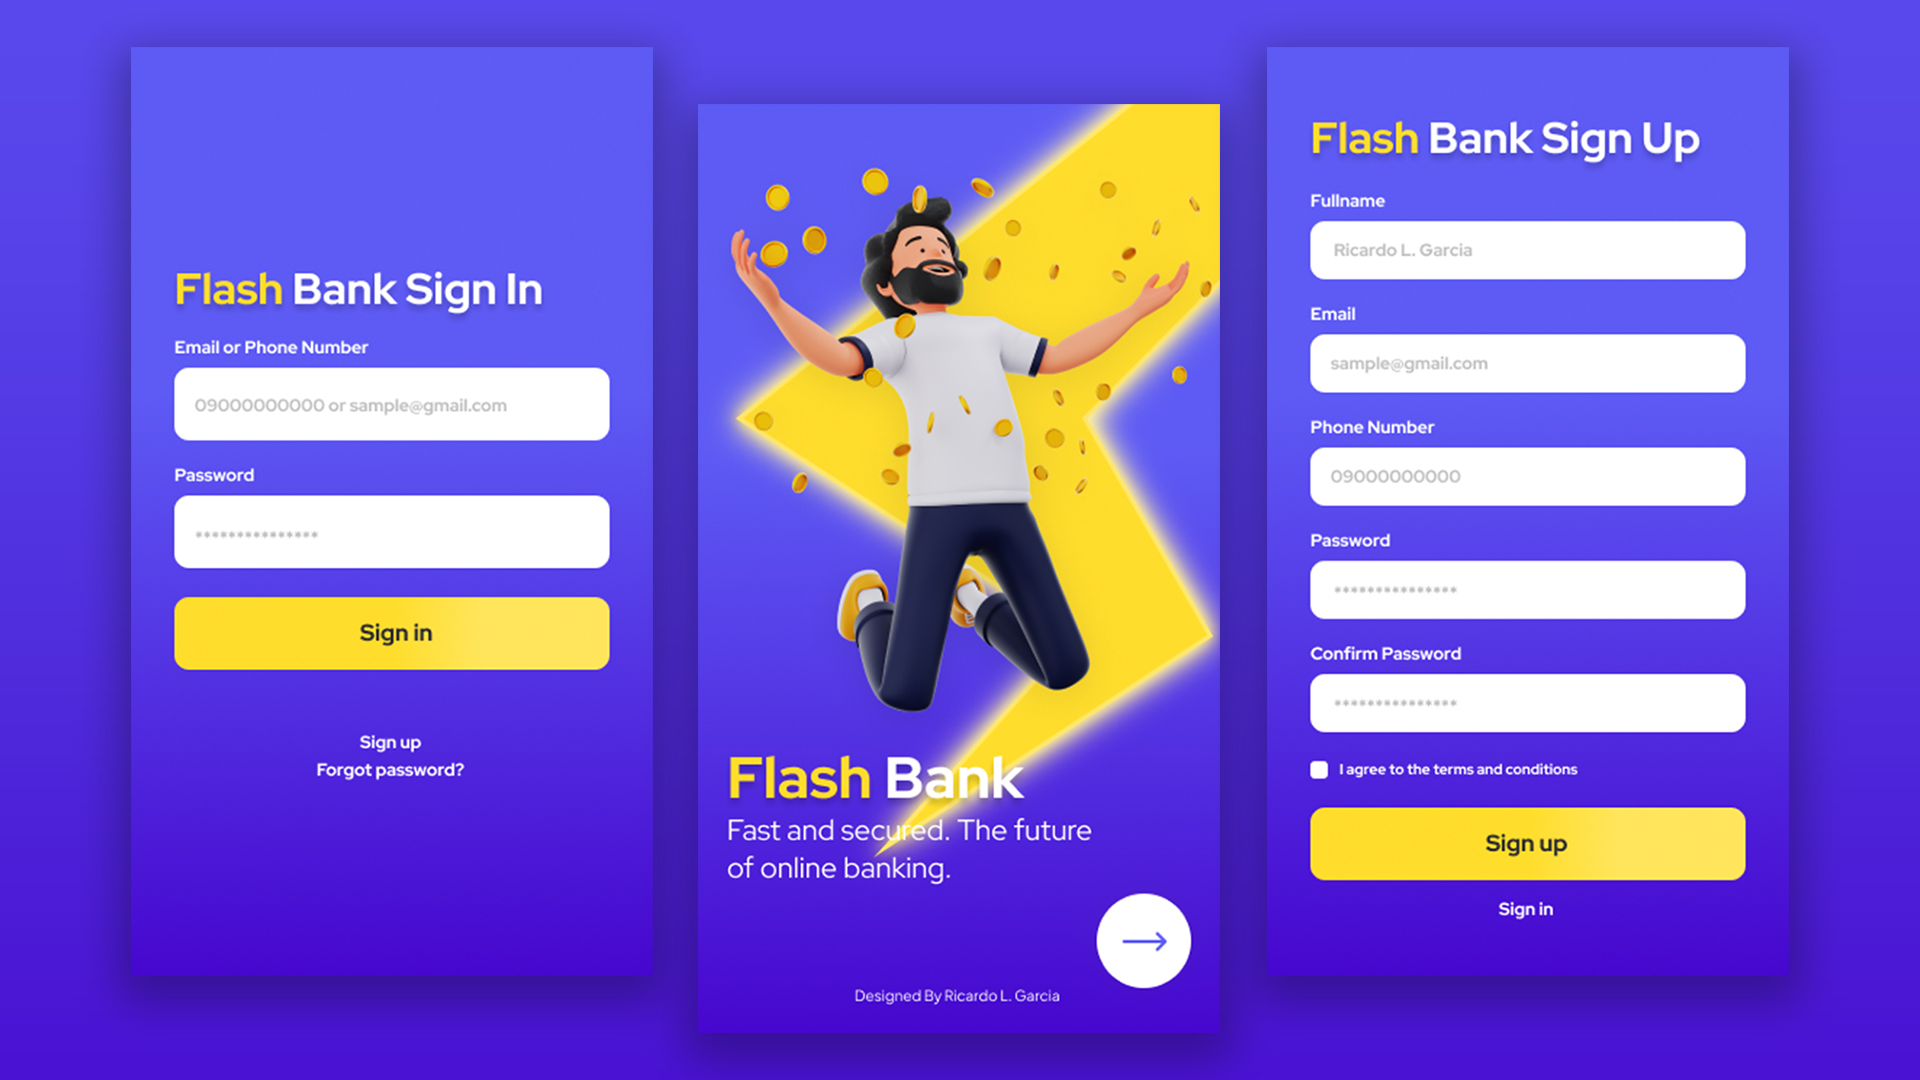 Flash Bank Sign In
Email or Phone Number
09000000000 or sample@gmail.com
Password
***************
Sign in
Sign up
Forgot password?
Flash Bank
Fast and secured. The future
of online banking.
Designed By Ricardo L. Garcia
Flash Bank Sign Up
Fullname
Ricardo L. Garcia
Email
sample@gmail.com
Phone Number
09000000000
Password
***************
Confirm Password
***************
I agree to the terms and conditions
Sign up
Sign in